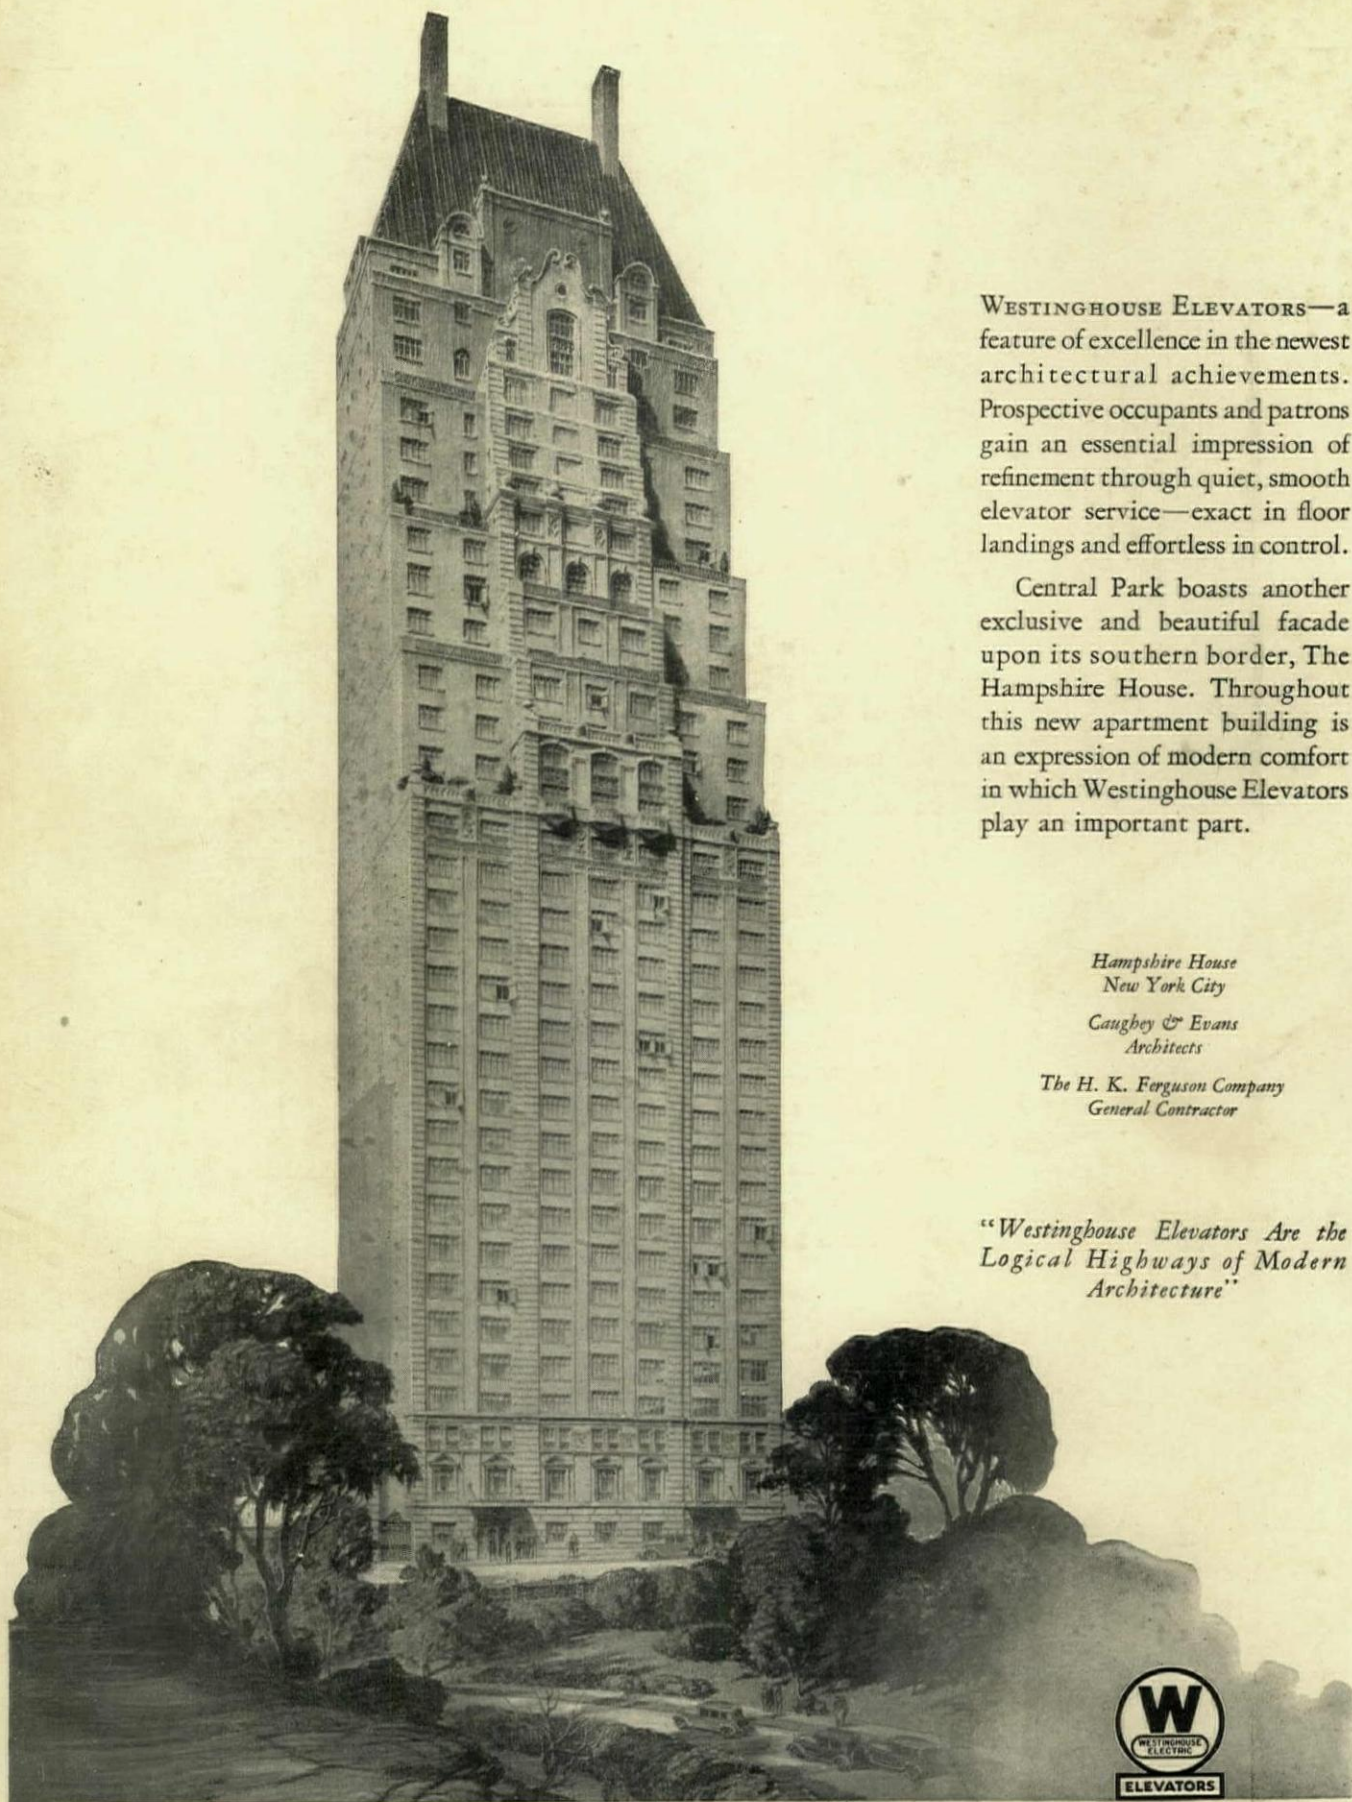 WESTINGHOUSE ELEVATORS—a
feature of excellence in the newest
architectural achievements.
Prospective occupants and patrons
gain an essential impression of
refinement through quiet, smooth
elevator service—exact in floor
landings and effortless in control.
Central Park boasts another
exclusive and beautiful facade
upon its southern border, The
Hampshire House. Throughout
this new apartment building is
an expression of modern comfort
in which Westinghouse Elevators
play an important part.
Hampshire House
New York City
Caughey & Evans
Architects
The H. K. Ferguson Company
General Contractor
"Westinghouse Elevators Are the
Logical Highways of Modern
Architecture"
W
WESTINGHOUSE
ELECTRIC
ELEVATORS